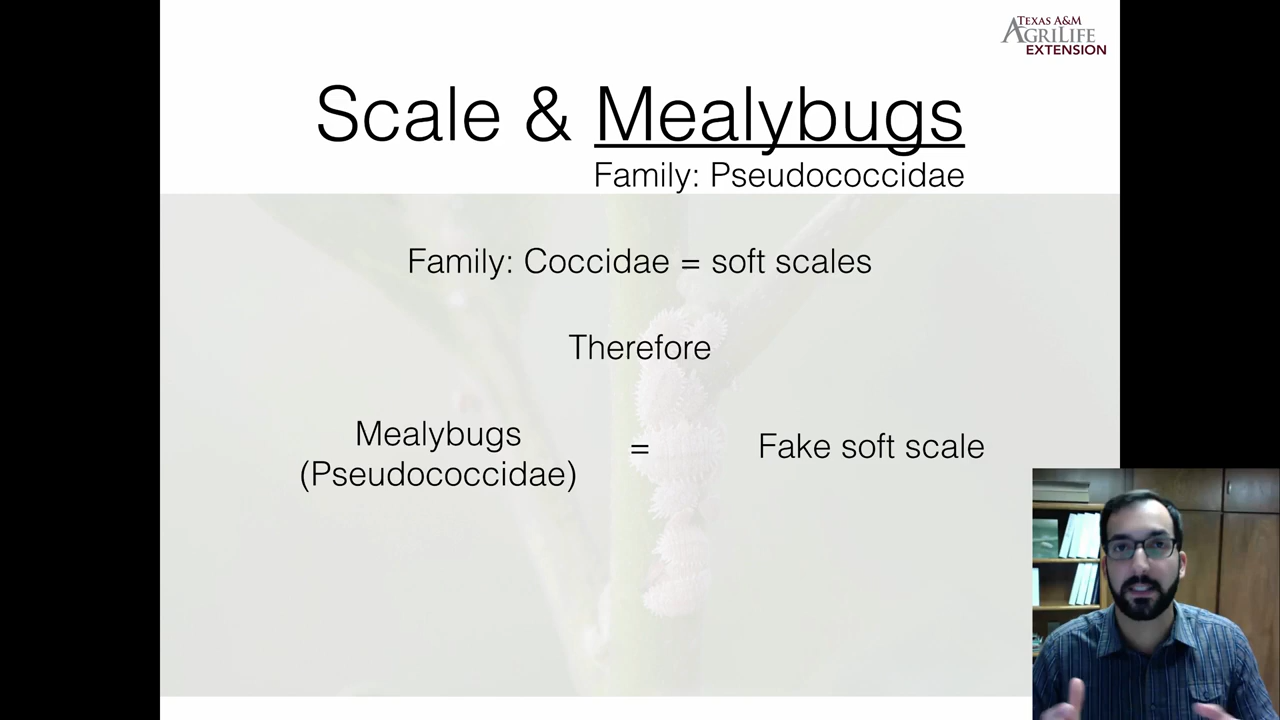 TEXAS A&M
AGRILIFE
EXTENSION
Scale & Mealybugs
Family: Pseudococcidae
Family: Coccidae = soft scales
Therefore
Mealybugs
(Pseudococcidae)
=
Fake soft scale